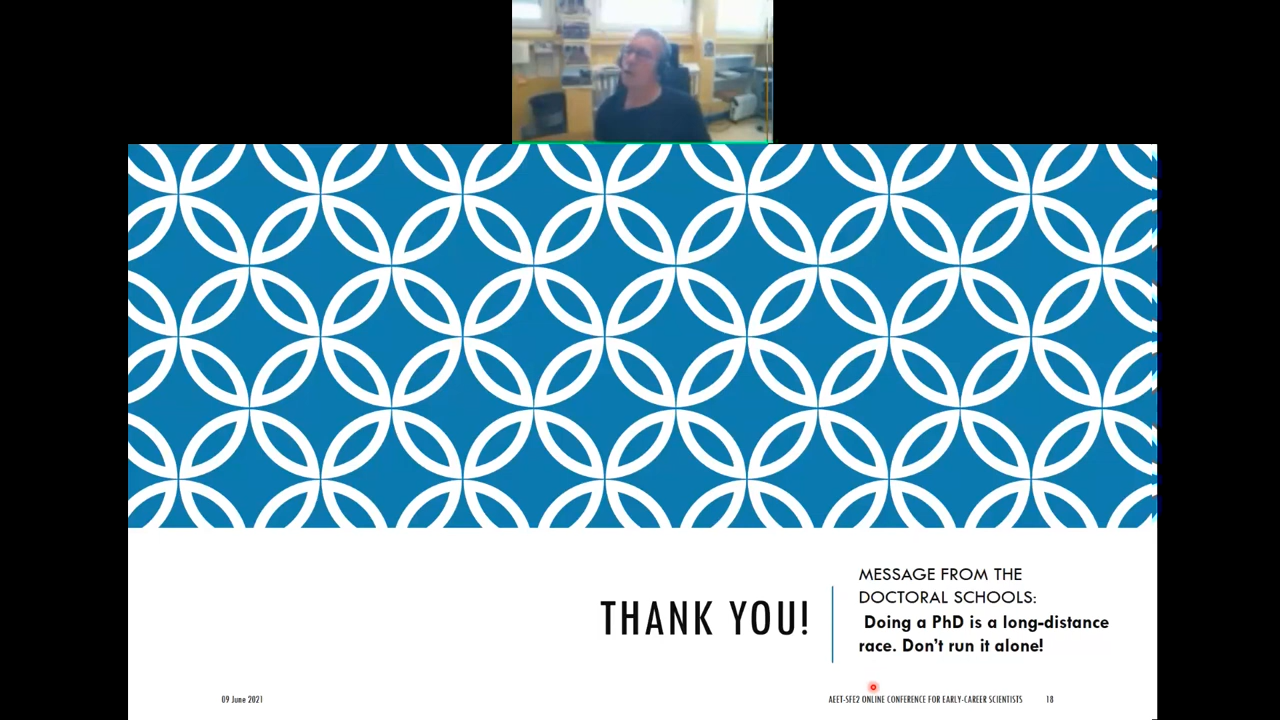 THANK YOU!
MESSAGE FROM THE
DOCTORAL SCHOOLS:
Doing a PhD is a long-distance
race. Don't run it alone!
09 June 2021
AEET-SFE2 ONLINE CONFERENCE FOR EARLY-CAREER SCIENTISTS
18